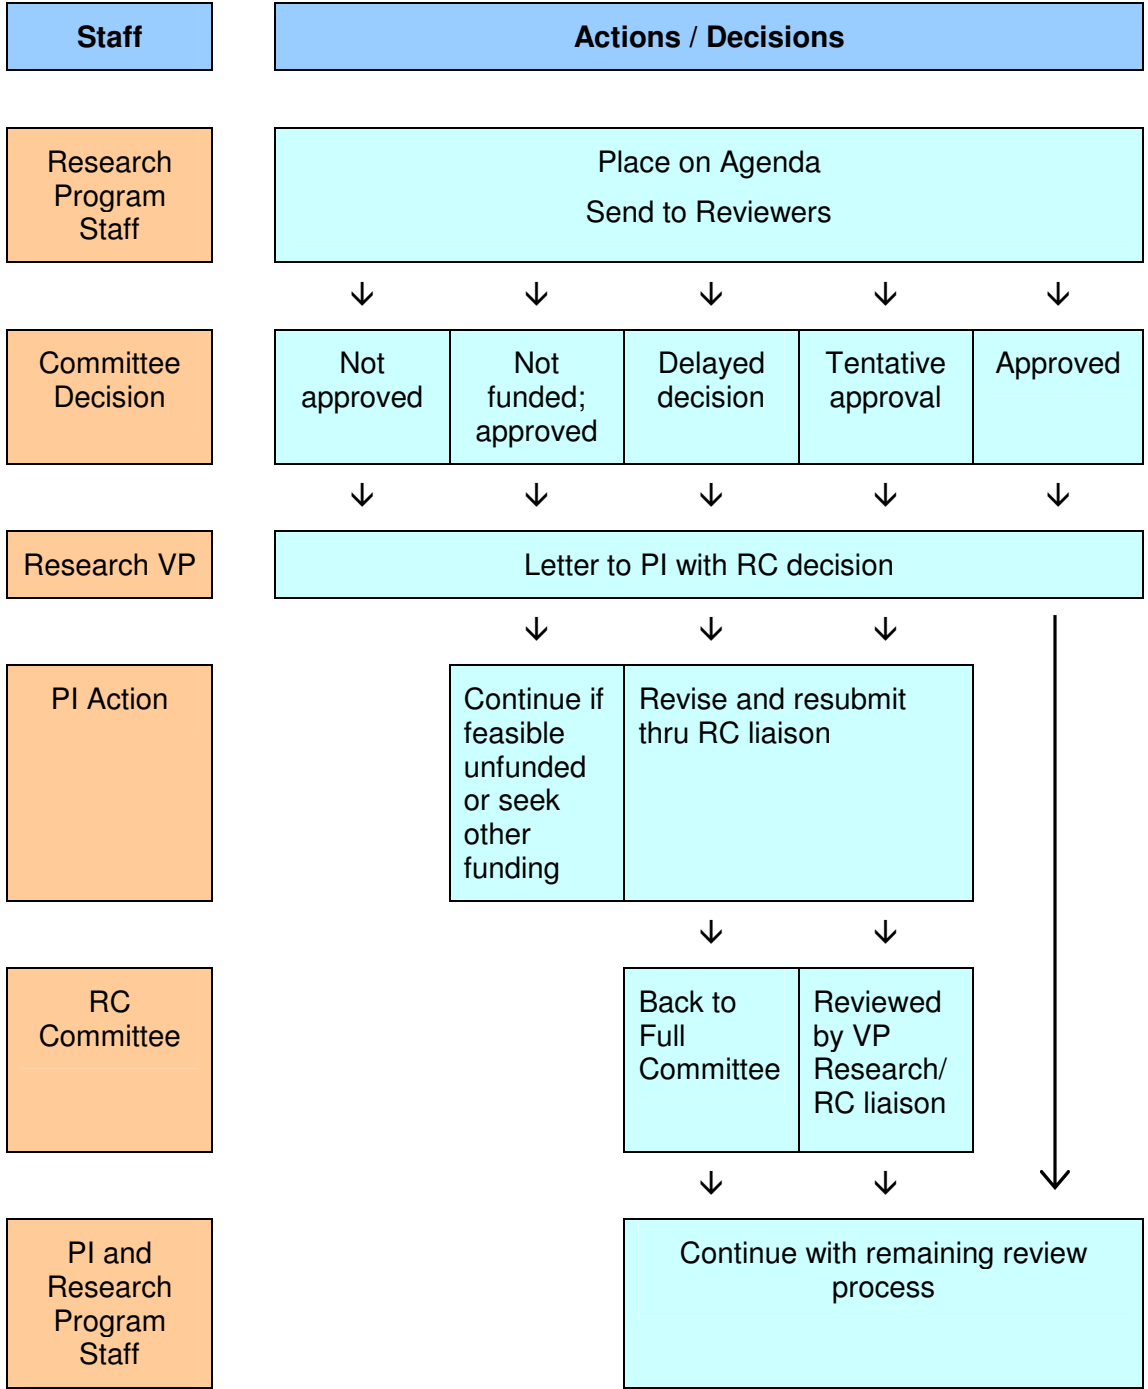 Staff
Actions / Decisions
Research
Program
Staff
Place on Agenda
Send to Reviewers
Committee
Decision
Not
approved
Not
funded;
approved
Delayed
decision
Tentative
approval
Approved
Research VP
Letter to PI with RC decision
PI Action
Continue if
feasible
unfunded
or seek
other
funding
Revise and resubmit
thru RC liaison
RC
Committee
Back to
Full
Committee
Reviewed
by VP
Research/
RC liaison
PI and
Research
Program
Staff
Continue with remaining review
process